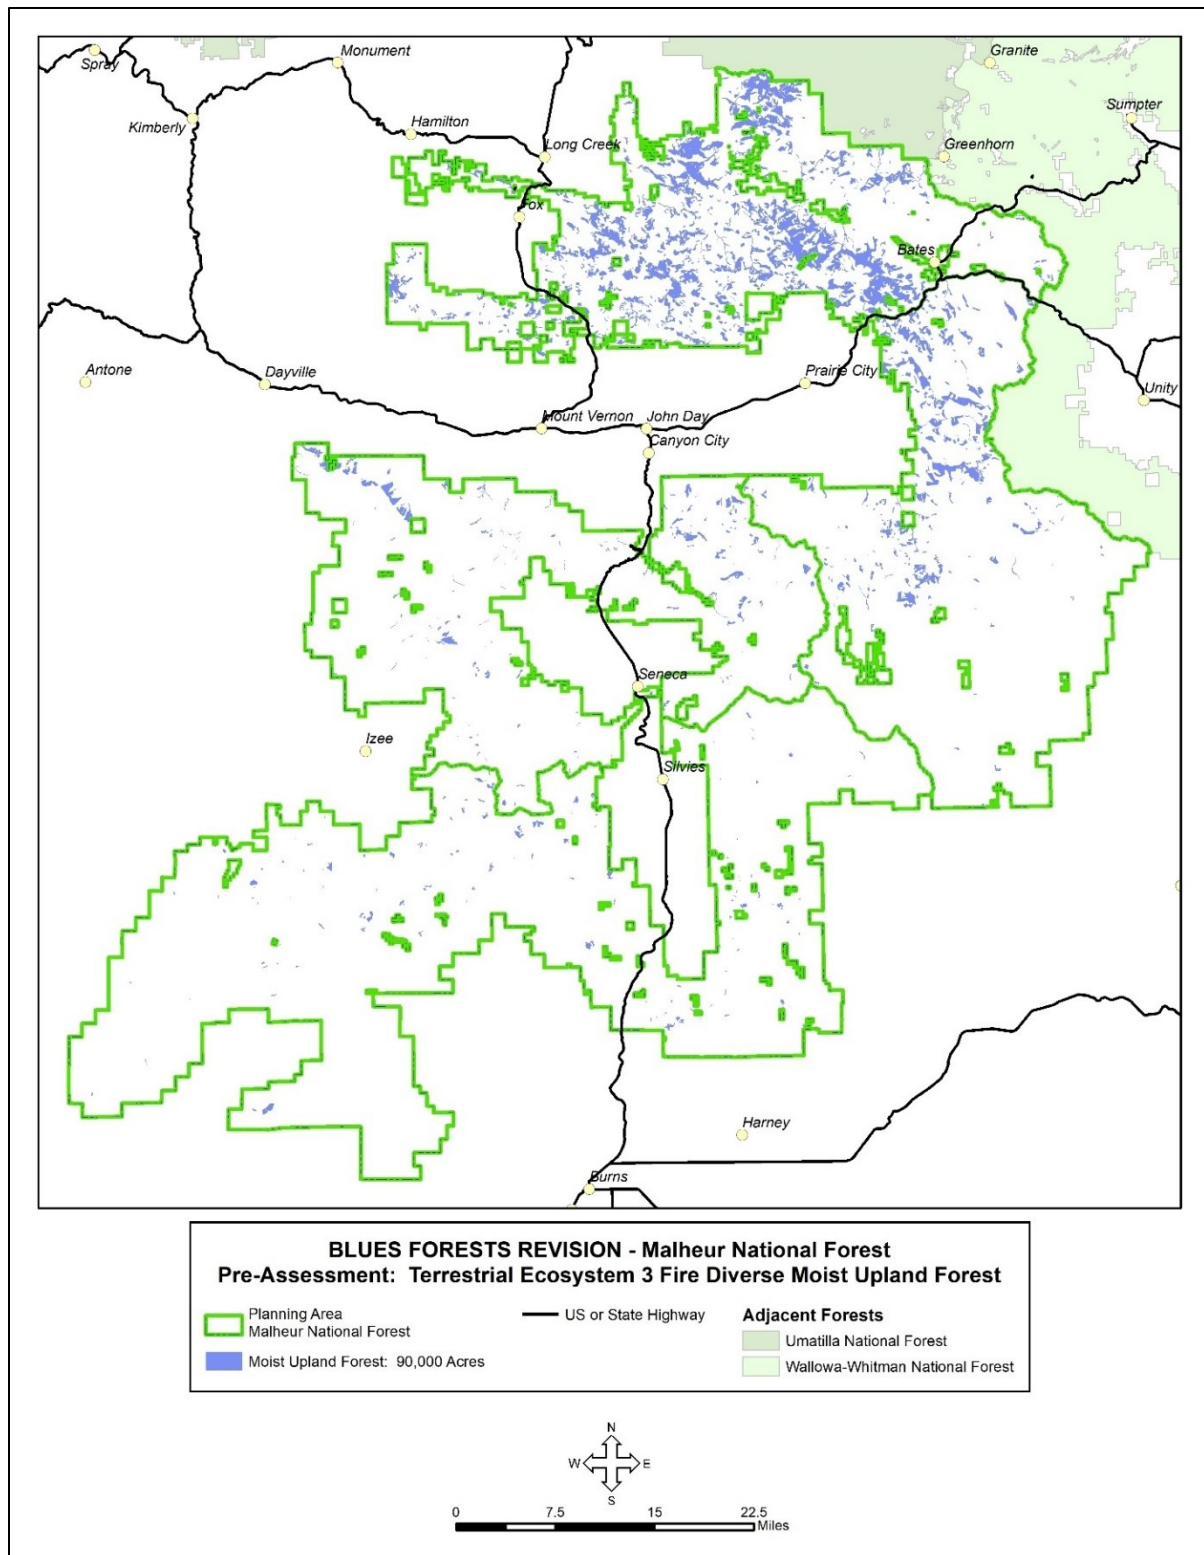 Monument
Granite
Spray
Sumpter
Kimberly
Hamilton
Long Creek
Greenhorn
Fox
Bates
Antone
Dayville
Prairie City
Unity
Mount Vernon
John Day
Canyon City
Seneca
Izee
Silvies
Harney
Burns
BLUES FORESTS REVISION - Malheur National Forest
Pre-Assessment: Terrestrial Ecosystem 3 Fire Diverse Moist Upland Forest
Planning Area
Malheur National Forest
Moist Upland Forest: 90,000 Acres
US or State Highway
Adjacent Forests
Umatilla National Forest
Wallowa-Whitman National Forest
N
W E
S
0 7.5 15 22.5
Miles